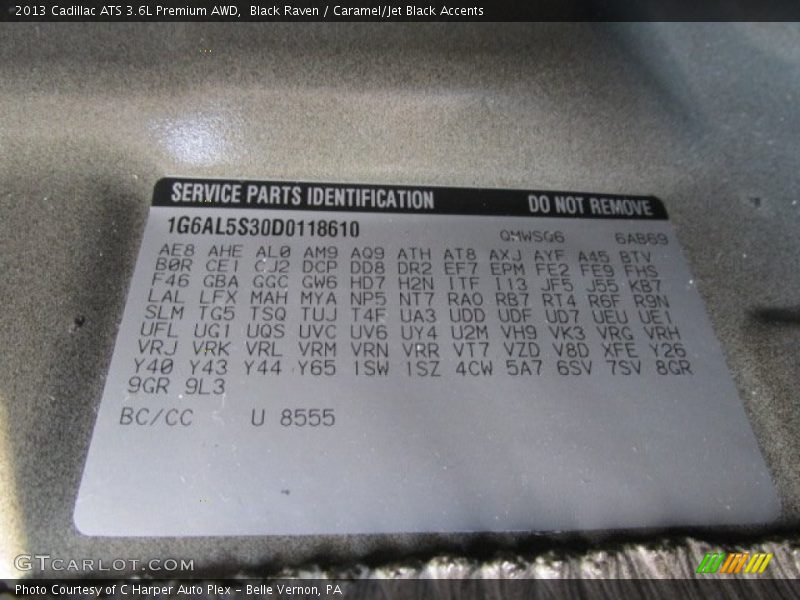 2013 Cadillac ATS 3.6L Premium AWD, Black Raven / Caramel/Jet Black Accents
SERVICE PARTS IDENTIFICATION DO NOT REMOVE
1G6AL5S30D0118610 QMWSG6 6AB69
AE8 AHE AL0 AM9 AQ9 ATH AT8 AXJ AYF A45 BTV
B0R CE1 CJ2 DCP DD8 DR2 EF7 EPM FE2 FE9 FHS
F46 GBA GGC GW6 HD7 H2N ITF I13 JF5 J55 KB7
LAL LFX MAH MYA NP5 NT7 RA0 RB7 RT4 R6F R9N
SLM TG5 TSQ TUJ T4F UA3 UDD UDF UD7 UEU UE1
UFL UG1 UQS UVC UV6 UY4 U2M VH9 VK3 VRG VRH
VRJ VRK VRL VRM VRN VRR VT7 VZD V8D XFE Y26
Y40 Y43 Y44 Y65 1SW 1SZ 4CW 5A7 6SV 7SV 8GR
9GR 9L3
BC/CC U 8555
GTCARLOT.COM
Photo Courtesy of C Harper Auto Plex - Belle Vernon, PA